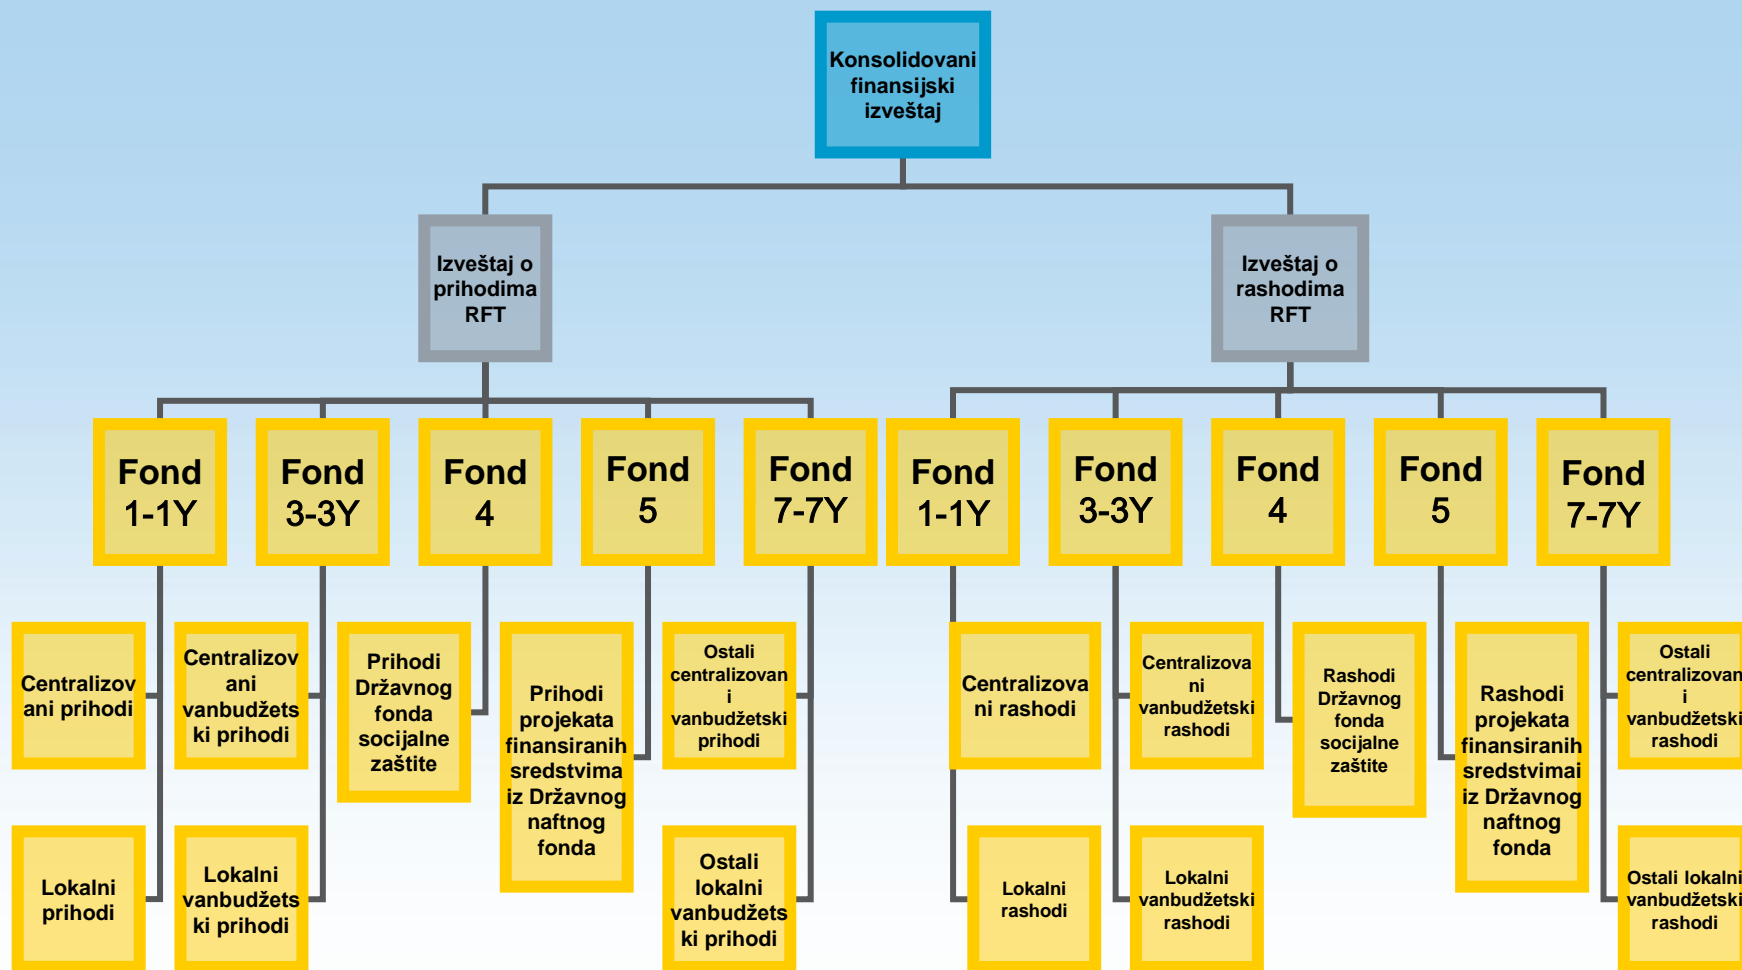 Konsolidovani
finansijski
izveštaj
Izveštaj o
prihodima
RFT
Izveštaj o
rashodima
RFT
Fond
1-1Y
Fond
3-3Y
Fond
4
Fond
5
Fond
7-7Y
Fond
1-1Y
Fond
3-3Y
Fond
4
Fond
5
Fond
7-7Y
Centralizov
ani prihodi
Centralizov
ani
vanbudžets
ki prihodi
Prihodi
Državnog
fonda
socijalne
zaštite
Prihodi
projekata
finansiranih
sredstvima
iz Državnog
naftnog
fonda
Ostali
centralizovan
i
vanbudžetski
prihodi
Centralizova
ni rashodi
Centralizova
ni
vanbudžetski
rashodi
Rashodi
Državnog
fonda
socijalne
zaštite
Rashodi
projekata
finansiranih
sredstvimai
iz Državnog
naftnog
fonda
Ostali
centralizovan
i
vanbudžetski
rashodi
Lokalni
prihodi
Lokalni
vanbudžets
ki prihodi
Ostali
lokalni
vanbudžets
ki prihodi
Lokalni
rashodi
Lokalni
vanbudžetski
rashodi
Ostali lokalni
vanbudžetski
rashodi